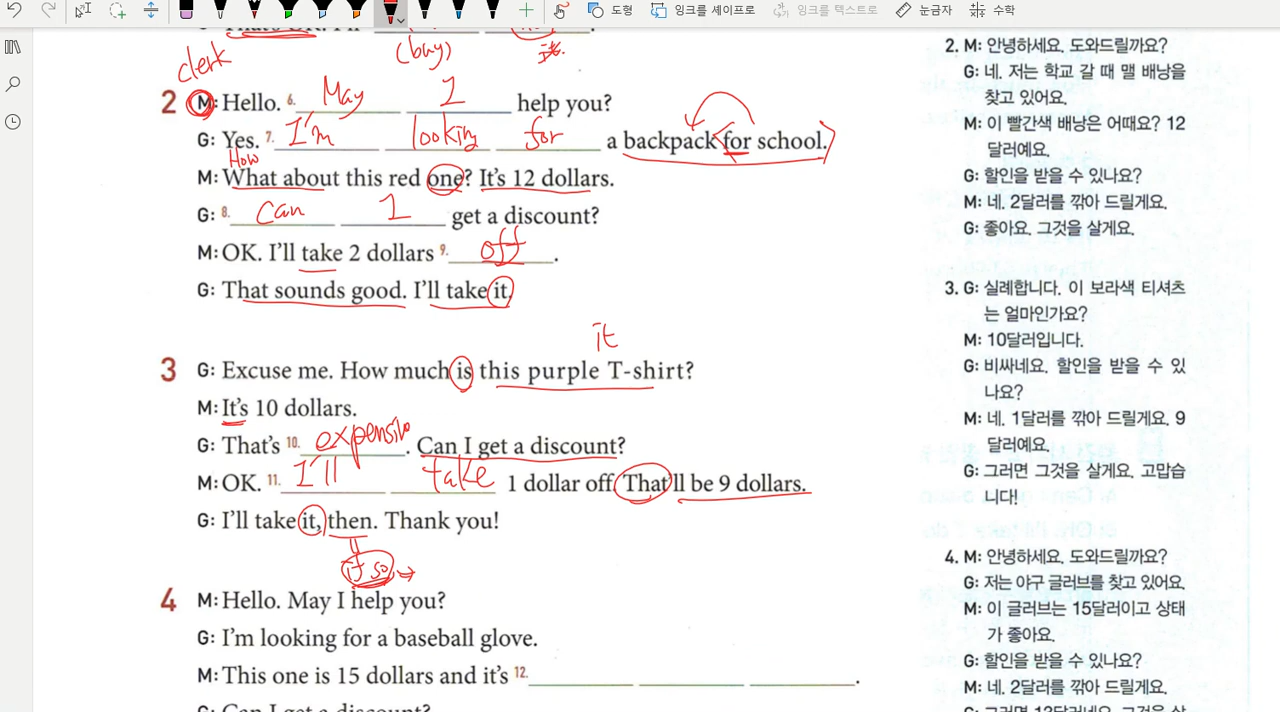 도형 잉크를 셰이프로 잉크를 텍스트로 눈금자 수학
(buy)
clerk
2 M: Hello. 6. May I help you?
G: Yes. 7. I'm looking for a backpack for school.
How
M: What about this red one? It's 12 dollars.
G: 8. Can I get a discount?
M: OK. I'll take 2 dollars 9. off.
G: That sounds good. I'll take it.
it
3 G: Excuse me. How much is this purple T-shirt?
M: It's 10 dollars.
G: That's 10. expensive. Can I get a discount?
M: OK. 11. I'll take 1 dollar off. That'll be 9 dollars.
G: I'll take it, then. Thank you!
if so
4 M: Hello. May I help you?
G: I'm looking for a baseball glove.
M: This one is 15 dollars and it's 12.
G: Can I get a discount?
2. M: 안녕하세요. 도와드릴까요?
G: 네. 저는 학교 갈 때 맬 배낭을
찾고 있어요.
M: 이 빨간색 배낭은 어때요? 12
달러예요.
G: 할인을 받을 수 있나요?
M: 네. 2달러를 깎아 드릴게요.
G: 좋아요. 그것을 살게요.
3. G: 실례합니다. 이 보라색 티셔츠
는 얼마인가요?
M: 10달러입니다.
G: 비싸네요. 할인을 받을 수 있
나요?
M: 네. 1달러를 깎아 드릴게요. 9
달러예요.
G: 그러면 그것을 살게요. 고맙습
니다!
4. M: 안녕하세요. 도와드릴까요?
G: 저는 야구 글러브를 찾고 있어요.
M: 이 글러브는 15달러이고 상태
가 좋아요.
G: 할인을 받을 수 있나요?
M: 네. 2달러를 깎아 드릴게요.